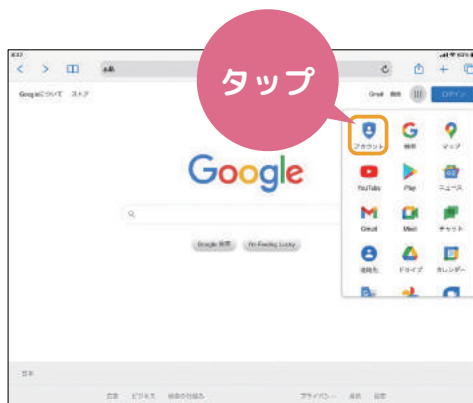 タップ
8:37
Googleについて ストア
Gmail 画像
ログイン
アカウント 検索 マップ
YouTube Play ニュース
Gmail Meet チャット
連絡先 ドライブ カレンダー
Google
Google 検索 I'm Feeling Lucky
日本
広告 ビジネス 検索の仕組み
プライバシー 規約 設定